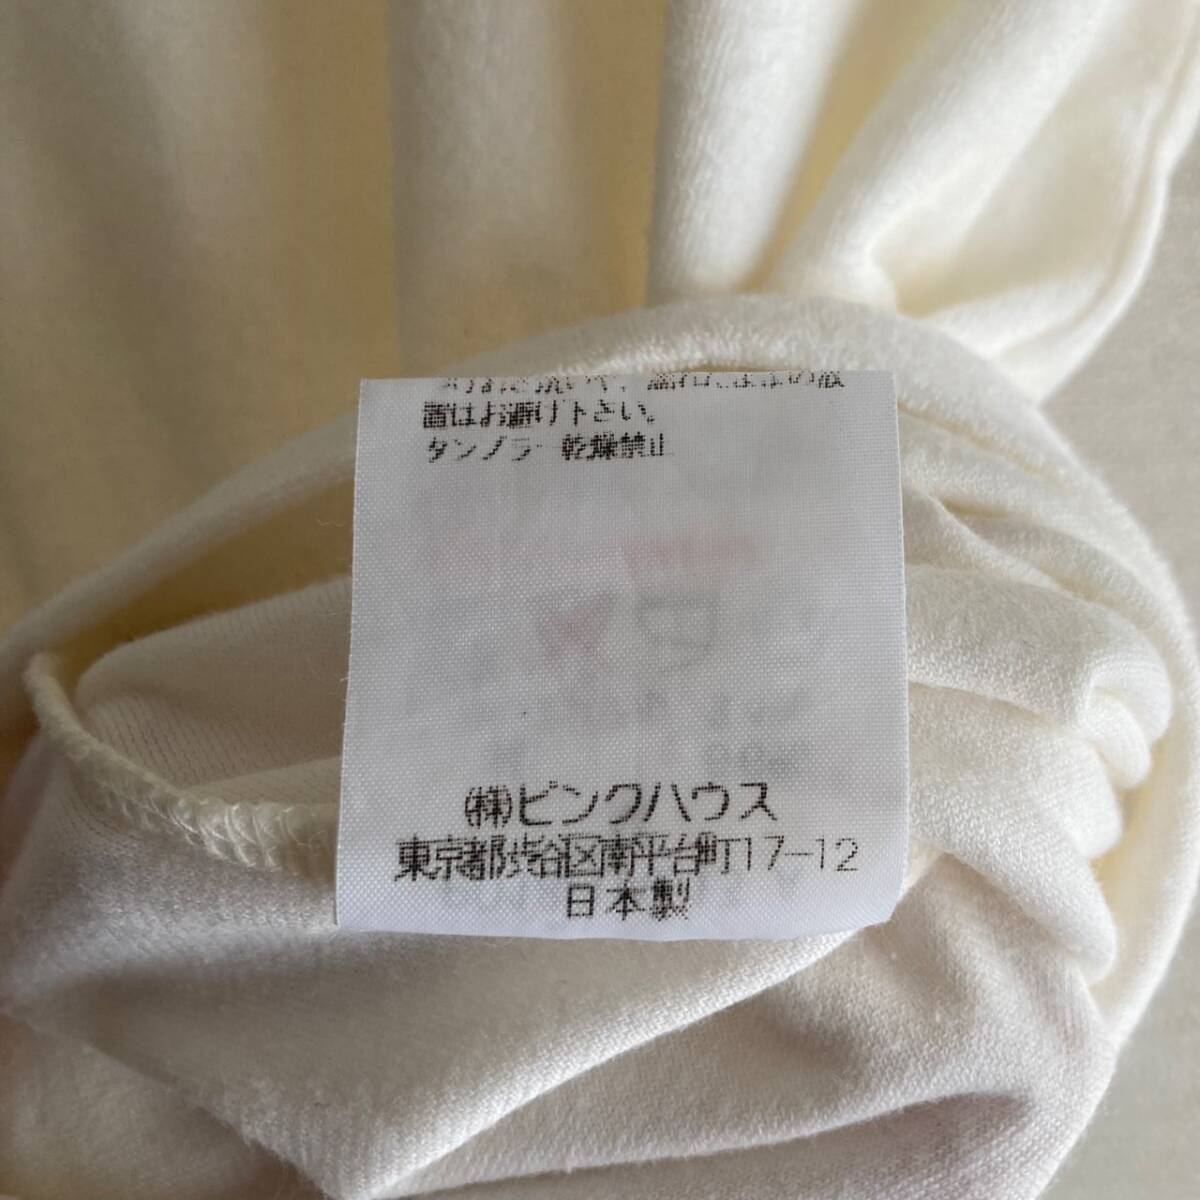 置はお避け下さい。
タンブラー乾燥禁止
㈱ピンクハウス
東京都渋谷区南平台町17-12
日本製